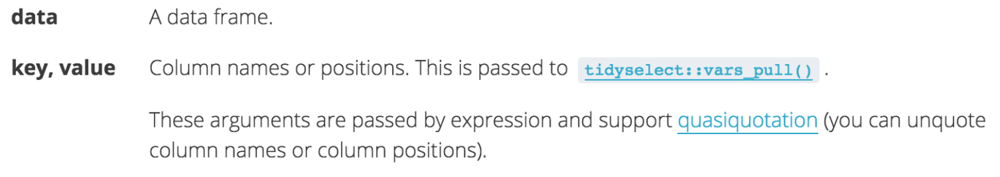 data A data frame.
key, value Column names or positions. This is passed to tidyselect::vars_pull() .
These arguments are passed by expression and support quasiquotation (you can unquote
column names or column positions).